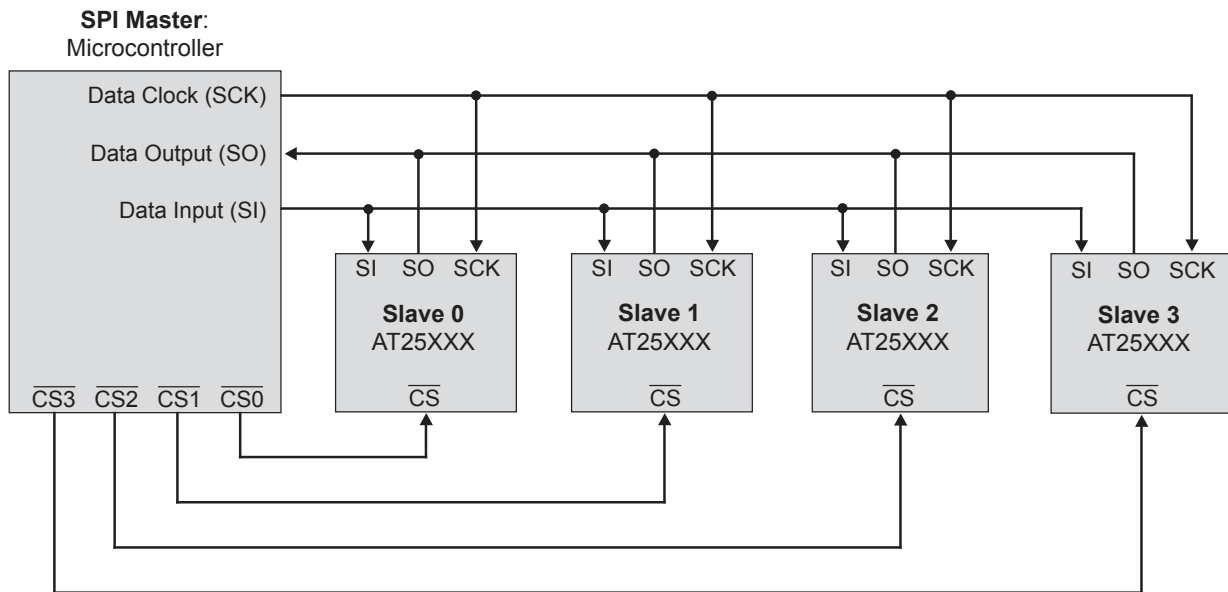 SPI Master:
Microcontroller
Data Clock (SCK)
Data Output (SO)
Data Input (SI)
CS3 CS2 CS1 CS0
SI SO SCK
Slave 0
AT25XXX
CS
SI SO SCK
Slave 1
AT25XXX
CS
SI SO SCK
Slave 2
AT25XXX
CS
SI SO SCK
Slave 3
AT25XXX
CS